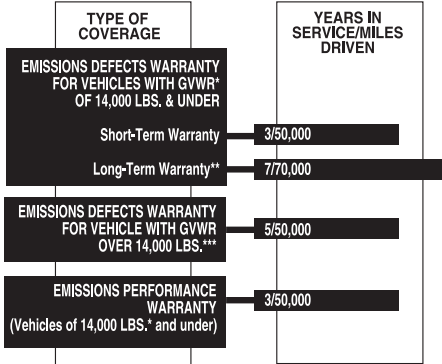 TYPE OF
COVERAGE
YEARS IN
SERVICE/MILES
DRIVEN
EMISSIONS DEFECTS WARRANTY
FOR VEHICLES WITH GVWR*
OF 14,000 LBS. & UNDER
Short-Term Warranty
3/50,000
Long-Term Warranty**
7/70,000
EMISSIONS DEFECTS WARRANTY
FOR VEHICLE WITH GVWR
OVER 14,000 LBS.***
5/50,000
EMISSIONS PERFORMANCE
WARRANTY
(Vehicles of 14,000 LBS.* and under)
3/50,000